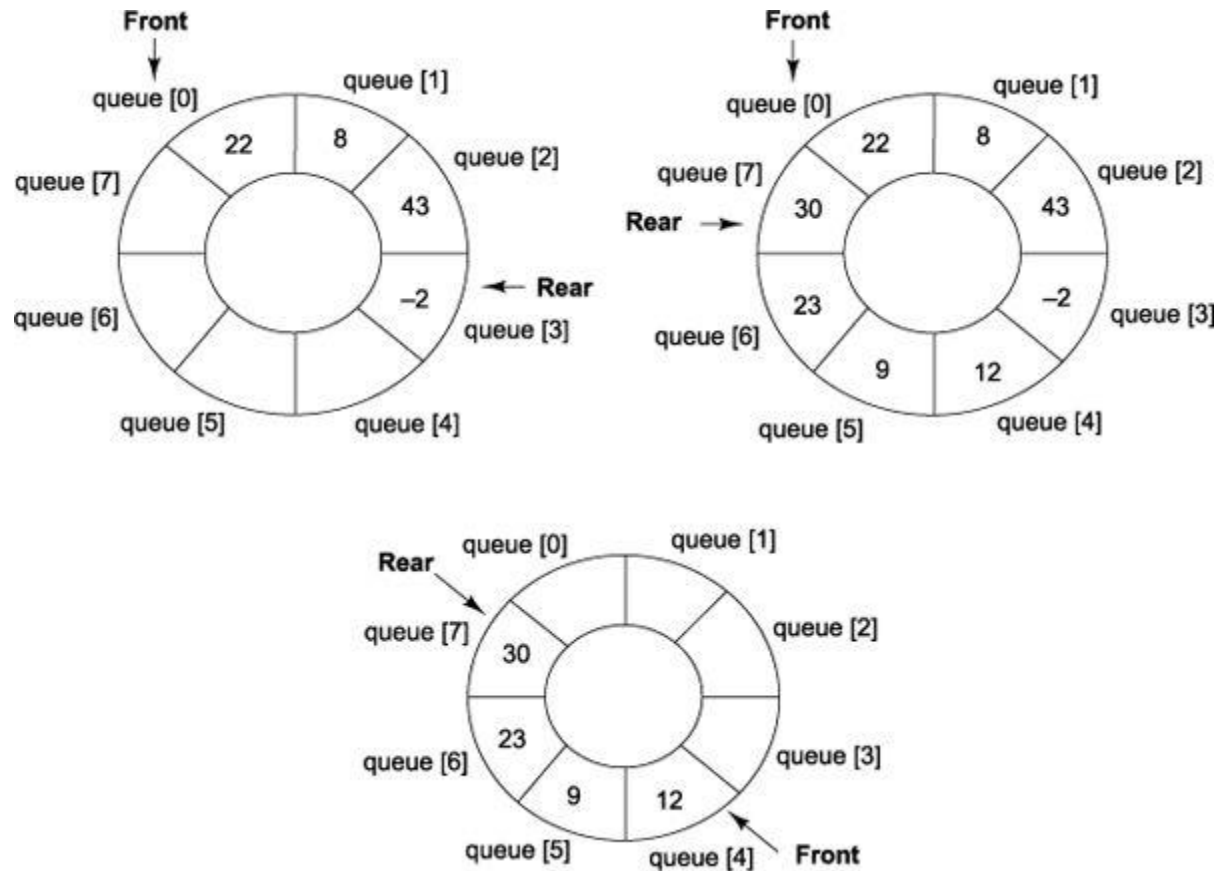 Front
queue [0]
queue [1]
22
8
queue [2]
queue [7]
43
–2
Rear
queue [6]
queue [3]
queue [5]
queue [4]
Front
queue [0]
queue [1]
22
8
queue [2]
queue [7]
30
43
Rear
23
–2
queue [6]
queue [3]
9
12
queue [5]
queue [4]
queue [0]
queue [1]
Rear
queue [7]
queue [2]
30
23
queue [6]
queue [3]
9
12
queue [5]
queue [4]
Front